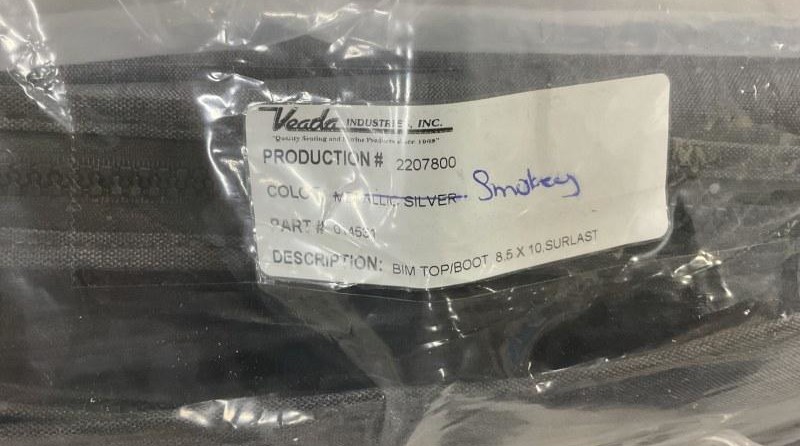 Veada INDUSTRIES, INC.
"Quality Seating and Marine Products Since 1968"
PRODUCTION # 2207800
COLOR: METALLIC SILVER Smokey
PART #
DESCRIPTION: BIM TOP/BOOT 8.5 X 10.SURLAST